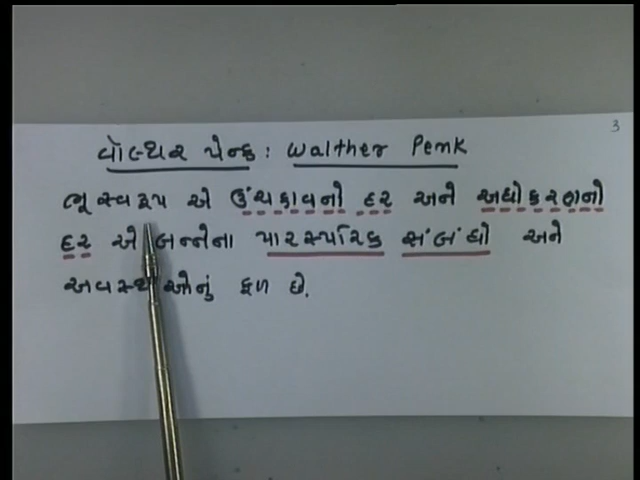 3
વૉલ્થર પેન્ક : Walther Penk
ભૂસ્વરૂપ એ ઉંચકાવનો દર અને અધોકરણનો
દર એ બન્નેના પારસ્પરિક સંબંધો અને
અવસ્થાઓનું ફળ છે.